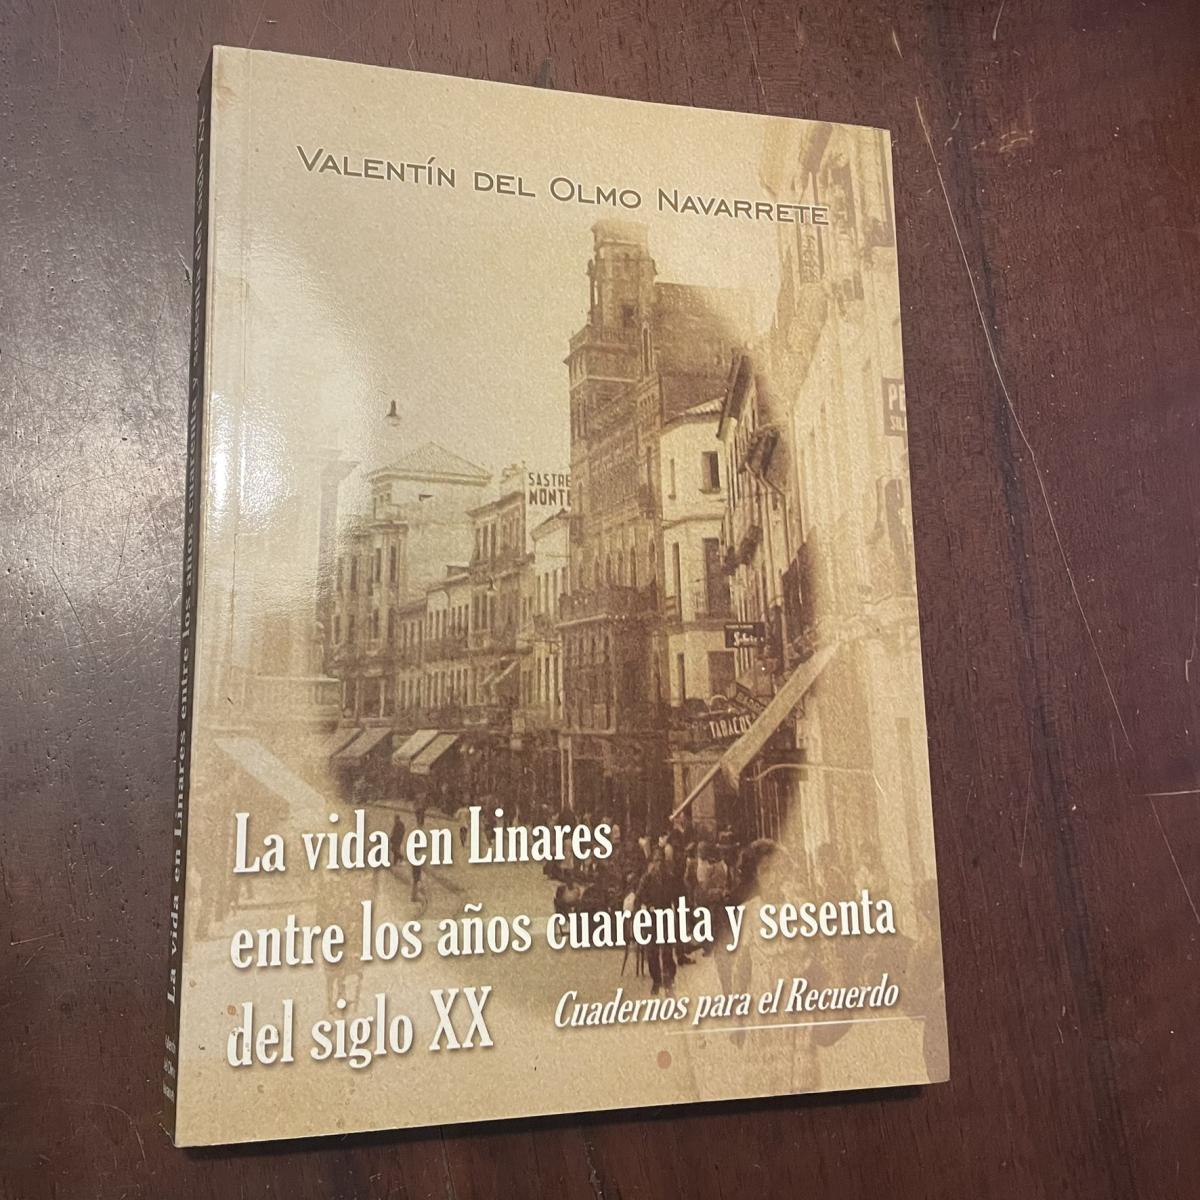 VALENTÍN DEL OLMO NAVARRETE
SASTRE
MONTE
TABACOS
La vida en Linares
entre los años cuarenta y sesenta
del siglo XX
Cuadernos para el Recuerdo
La vida en Linares entre los años cuarenta y sesenta del siglo XX